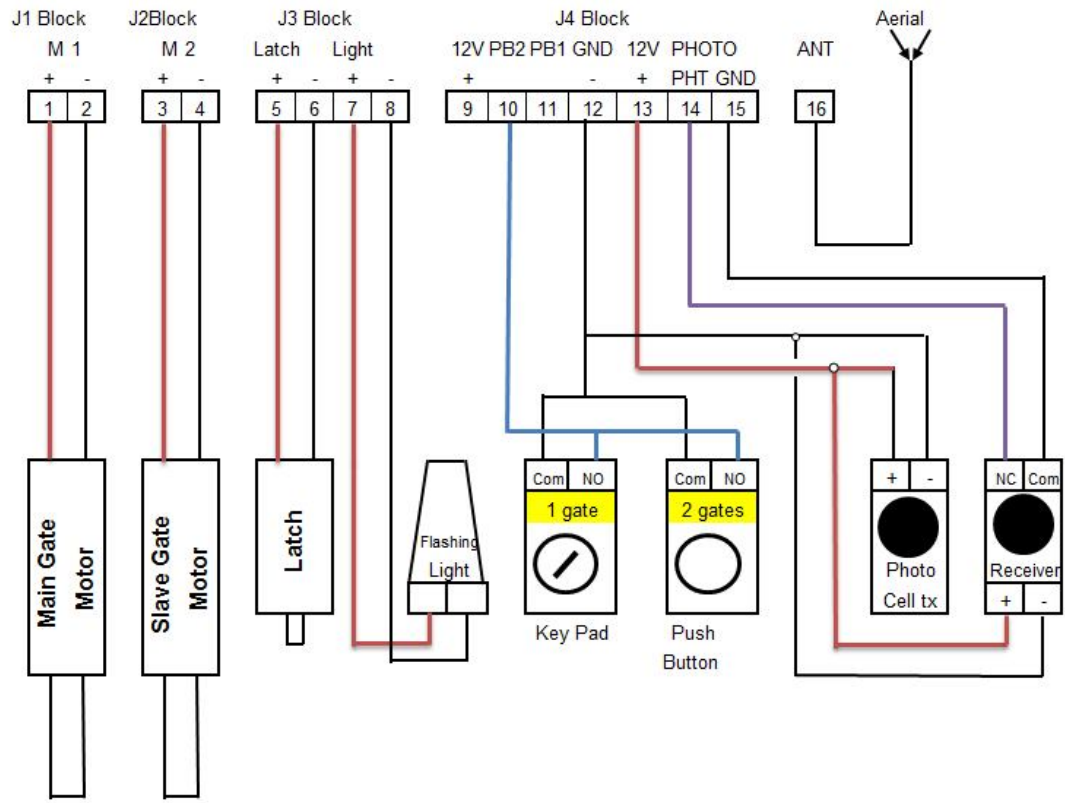 J1 Block J2Block J3 Block J4 Block Aerial
M 1 M 2 Latch Light 12V PB2 PB1 GND 12V PHOTO ANT
+ - + - + - + - + - + PHT GND
1 2 3 4 5 6 7 8 9 10 11 12 13 14 15 16
Com NO Com NO + - NC Com
1 gate 2 gates
Main Gate
Motor
Slave Gate
Motor
Latch
Flashing
Light
Photo
Cell tx
Receiver
+ -
Key Pad
Push
Button